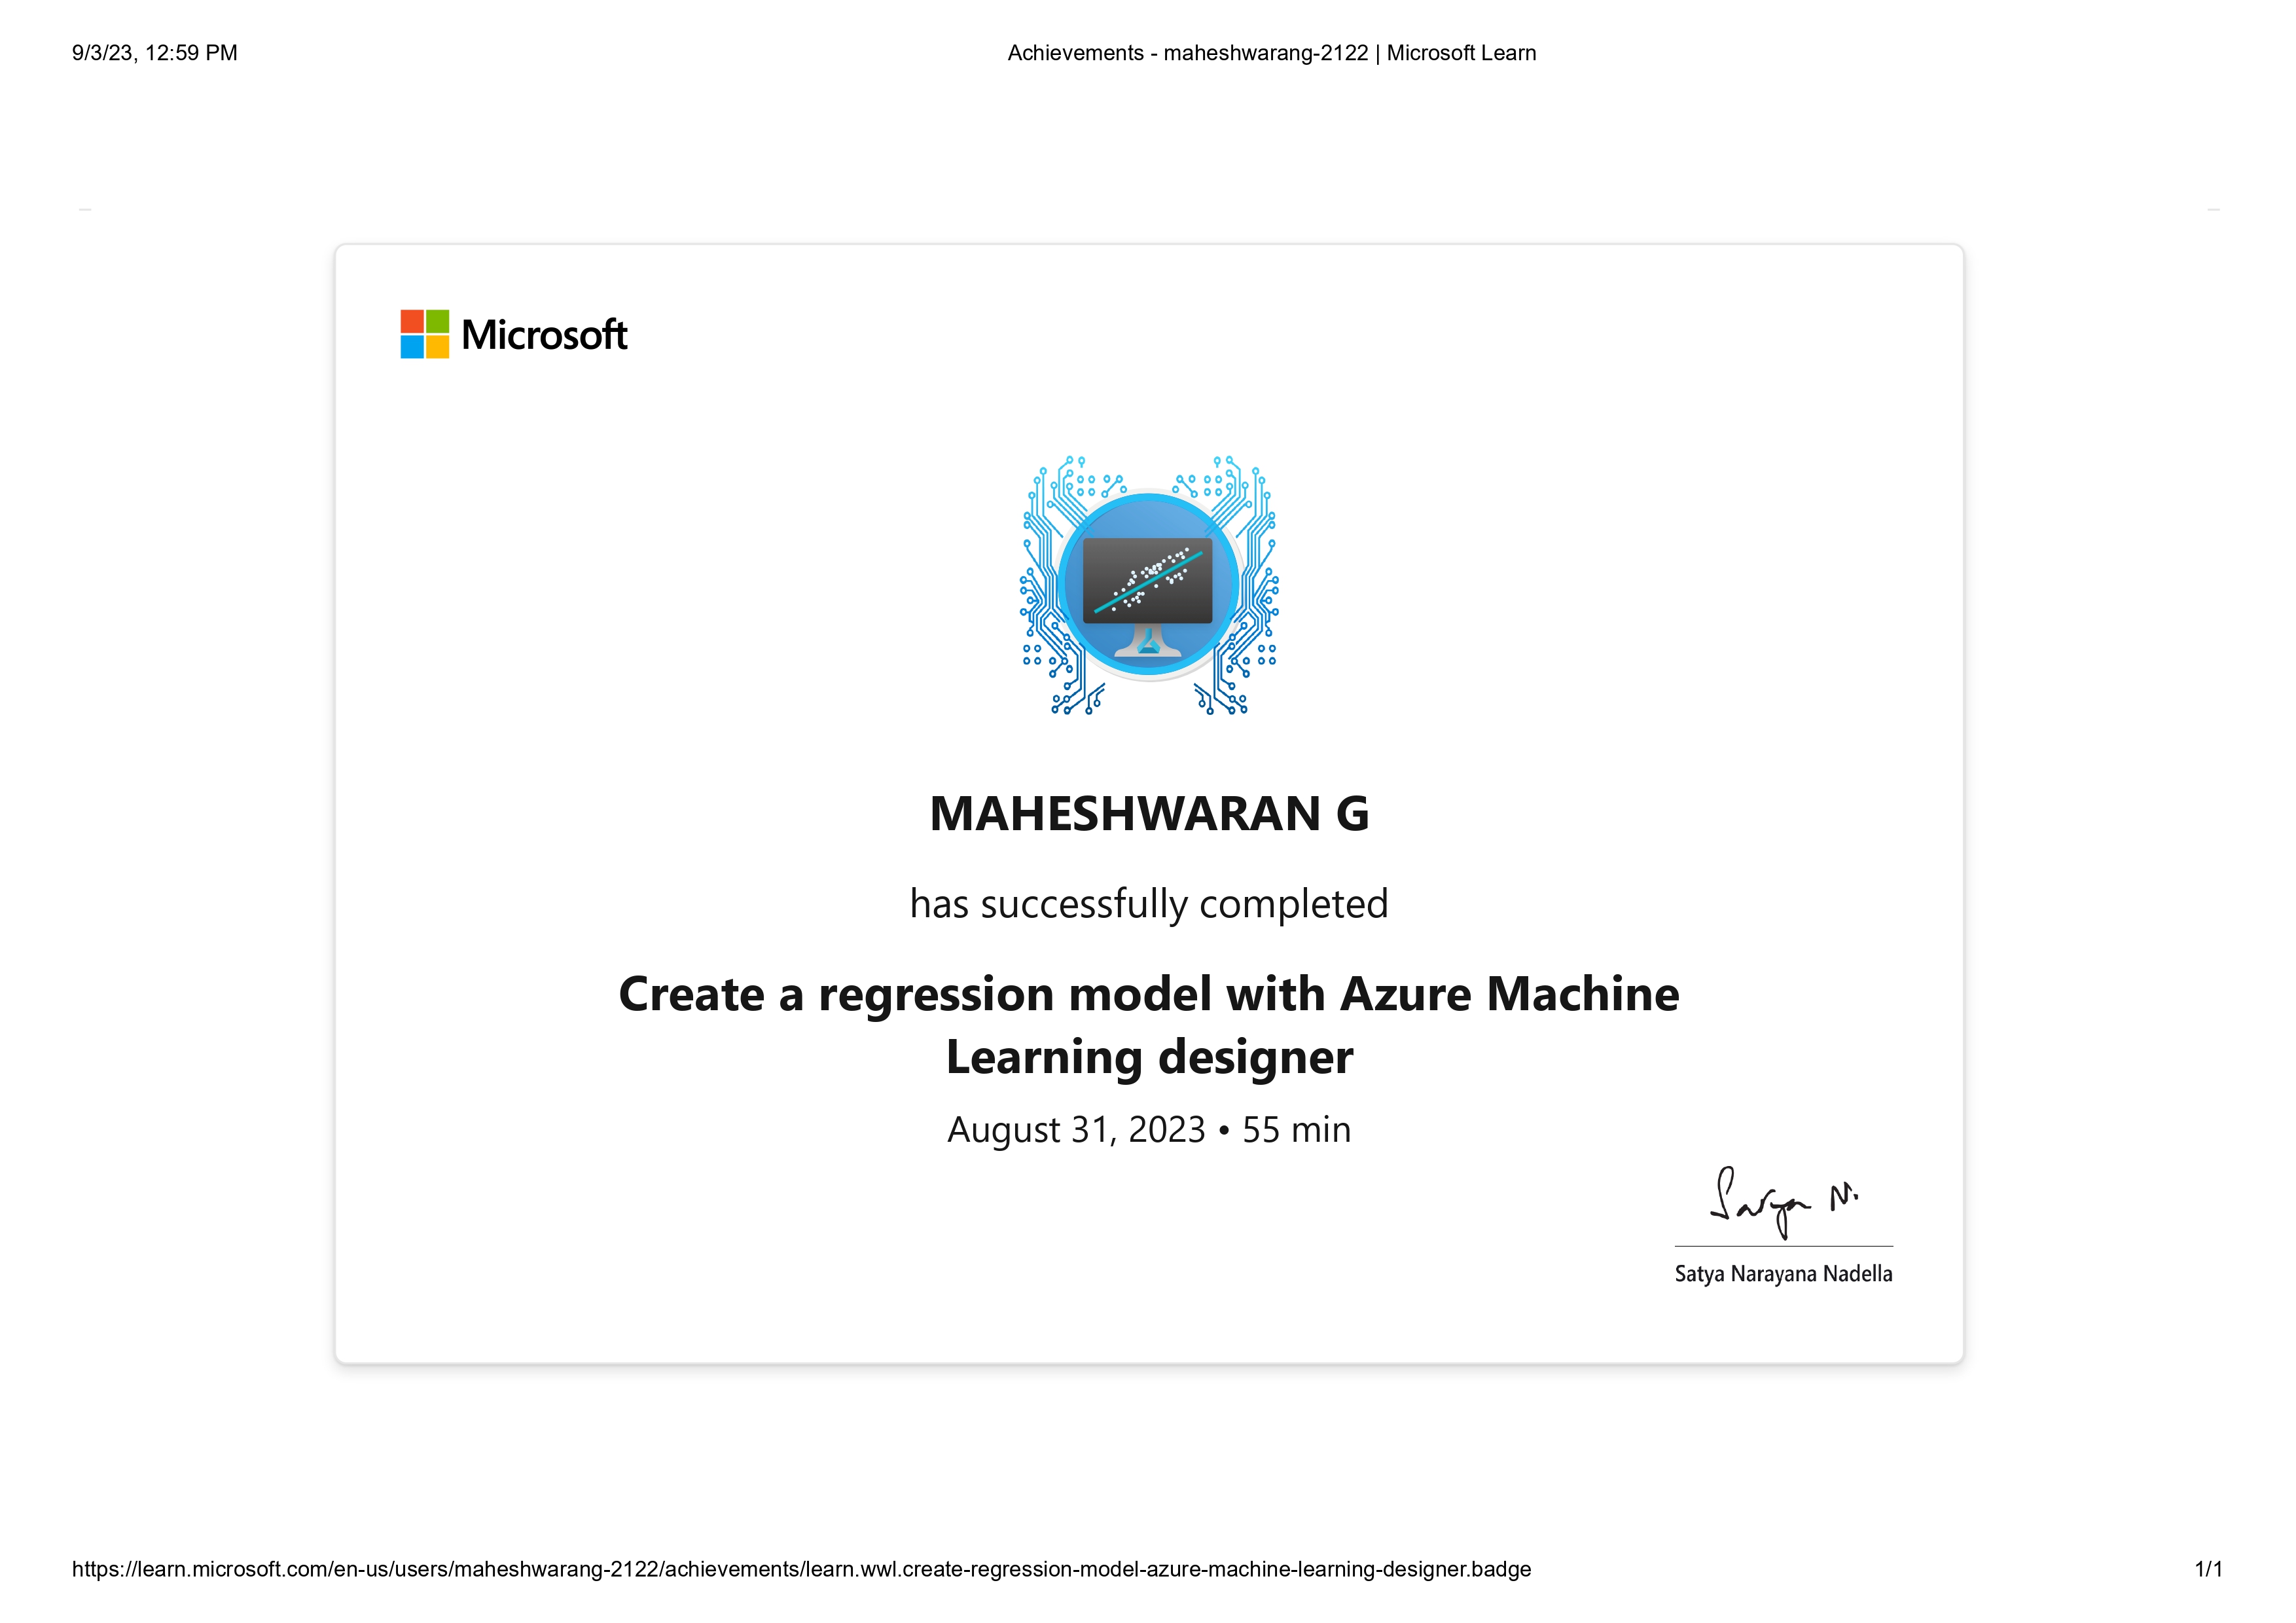 9/3/23, 12:59 PM
Achievements - maheshwarang-2122 | Microsoft Learn
Microsoft
MAHESHWARAN G
has successfully completed
Create a regression model with Azure Machine
Learning designer
August 31, 2023 • 55 min
Satya N.
Satya Narayana Nadella
https://learn.microsoft.com/en-us/users/maheshwarang-2122/achievements/learn.wwl.create-regression-model-azure-machine-learning-designer.badge
1/1